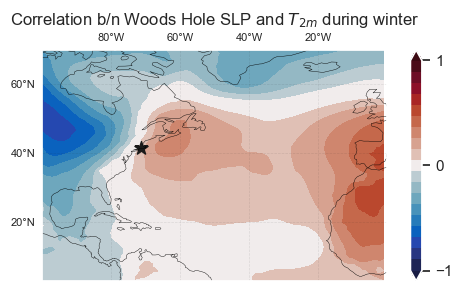 Correlation b/n Woods Hole SLP and $T_{2m}$ during winter
80°W 60°W 40°W 20°W
60°N
40°N
20°N
1
0
−1